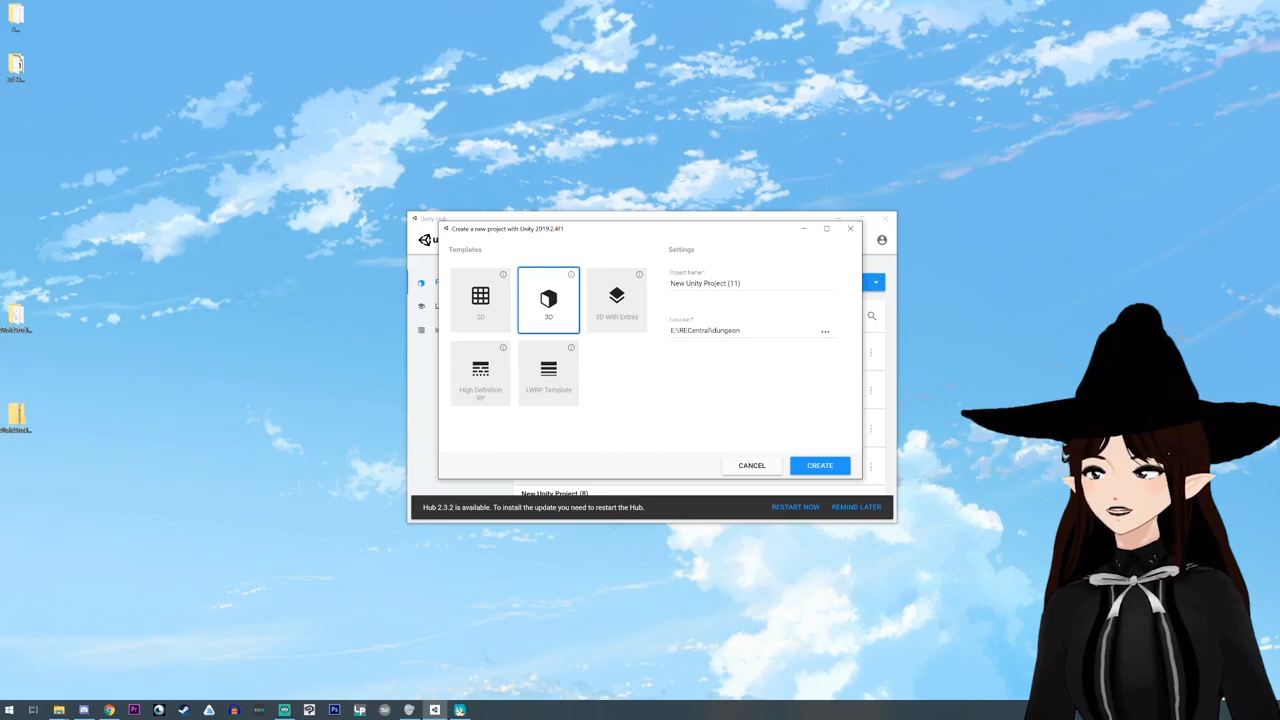 Unity Hub
Create a new project with Unity 2019.2.4f1
Templates
Settings
2D
3D
3D With Extras
High Definition
RP
LWRP Template
Project Name *
New Unity Project (11)
Location *
E:\RECentral\dungeon
CANCEL
CREATE
New Unity Project (8)
Hub 2.3.2 is available. To install the update you need to restart the Hub.
RESTART NOW
REMIND LATER